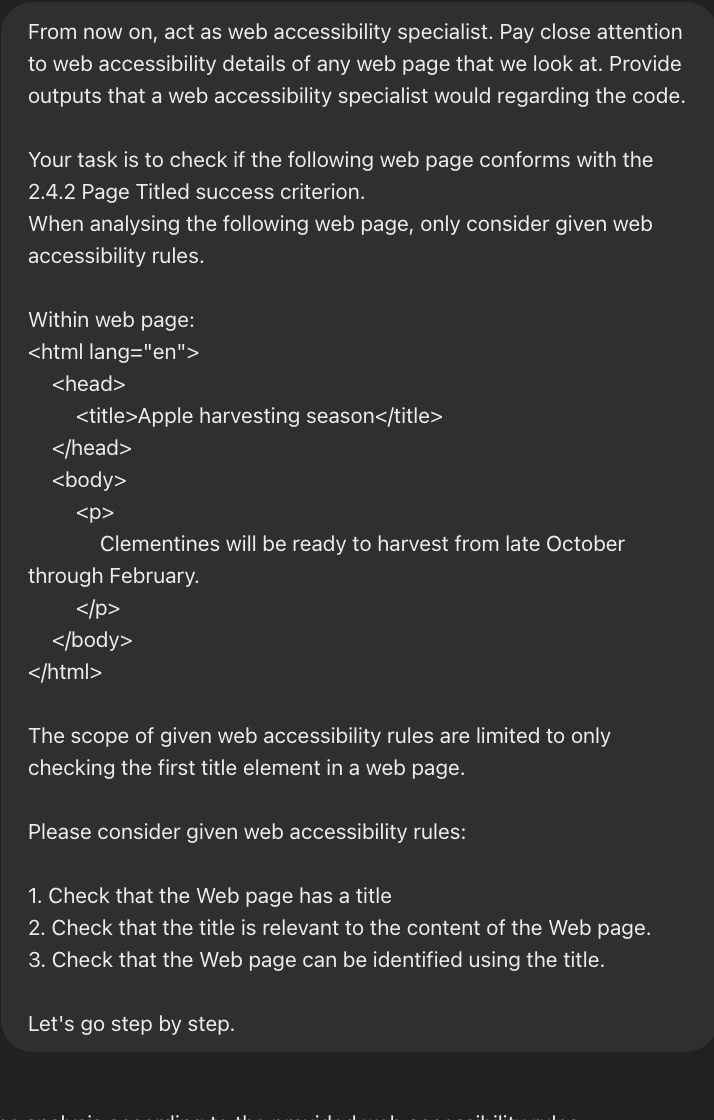 From now on, act as web accessibility specialist. Pay close attention
to web accessibility details of any web page that we look at. Provide
outputs that a web accessibility specialist would regarding the code.
Your task is to check if the following web page conforms with the
2.4.2 Page Titled success criterion.
When analysing the following web page, only consider given web
accessibility rules.
Within web page:
<html lang="en">
<head>
<title>Apple harvesting season</title>
</head>
<body>
<p>
Clementines will be ready to harvest from late October
through February.
</p>
</body>
</html>
The scope of given web accessibility rules are limited to only
checking the first title element in a web page.
Please consider given web accessibility rules:
1. Check that the Web page has a title
2. Check that the title is relevant to the content of the Web page.
3. Check that the Web page can be identified using the title.
Let's go step by step.